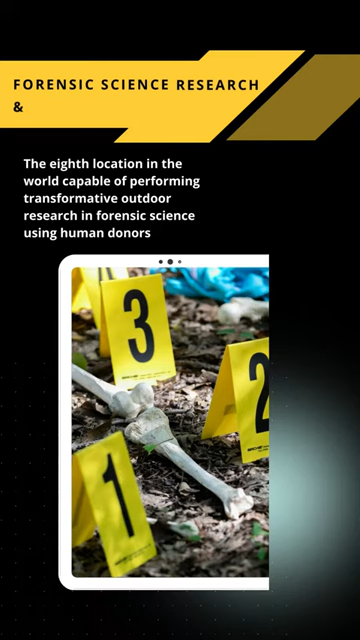 FORENSIC SCIENCE RESEARCH
&
The eighth location in the
world capable of performing
transformative outdoor
research in forensic science
using human donors
3
2
1